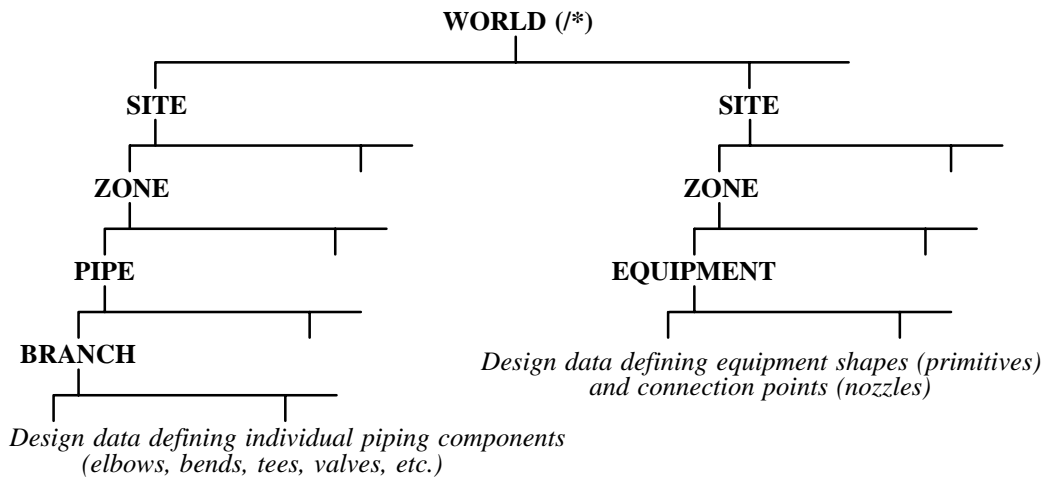 WORLD (/*)
SITE
SITE
ZONE
ZONE
PIPE
EQUIPMENT
BRANCH
Design data defining equipment shapes (primitives)
and connection points (nozzles)
Design data defining individual piping components
(elbows, bends, tees, valves, etc.)